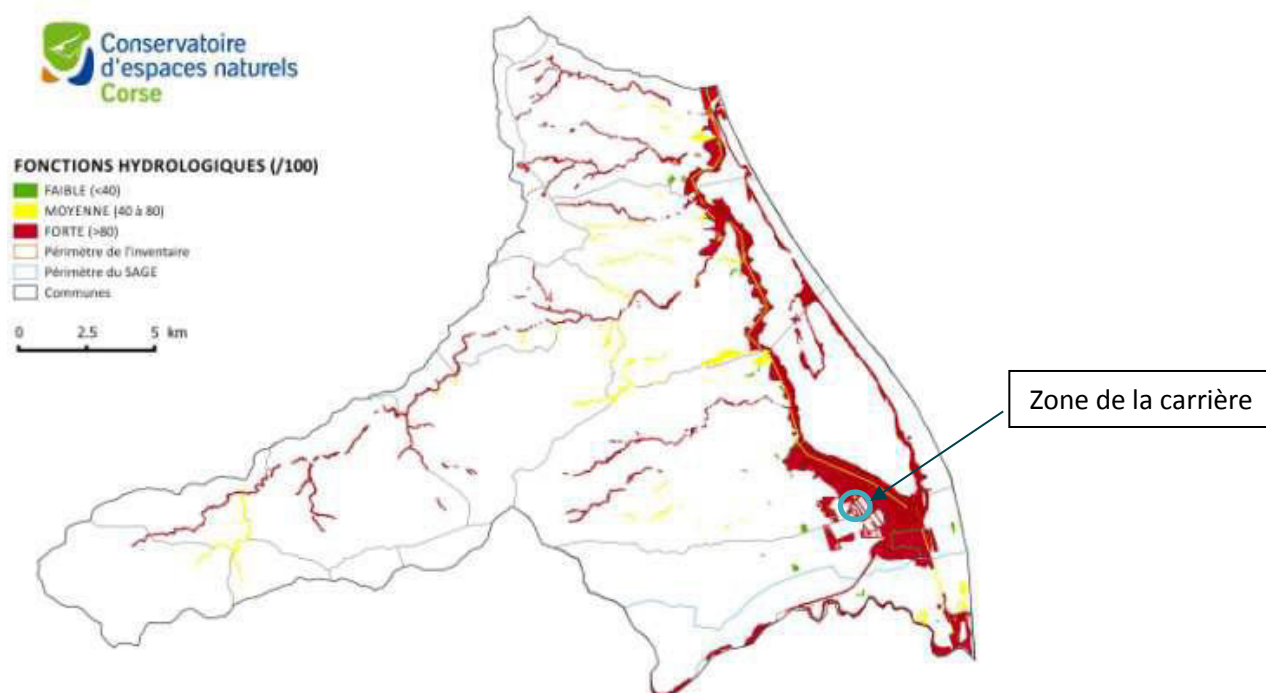 Conservatoire
d'espaces naturels
Corse
FONCTIONS HYDROLOGIQUES (/100)
FAIBLE (<40)
MOYENNE (40 à 80)
FORTE (>80)
Périmètre de l'inventaire
Périmètre du SAGE
Communes
0 2.5 5 km
Zone de la carrière